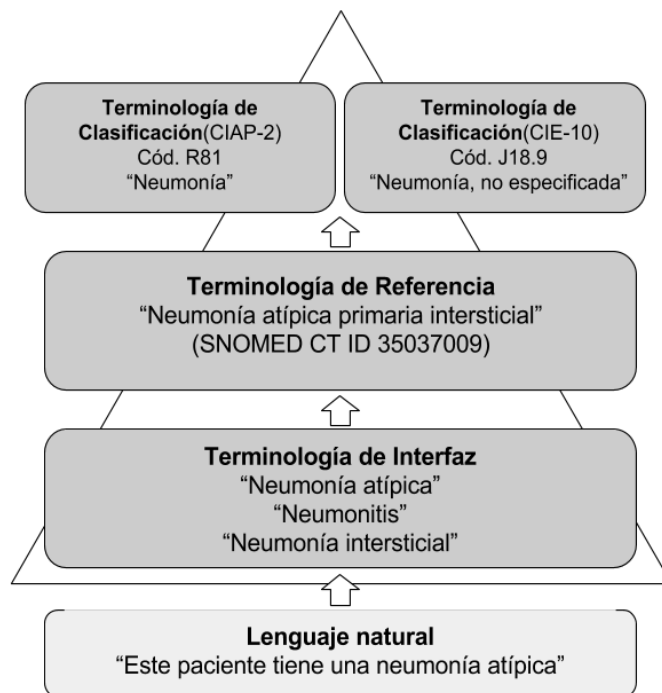 Terminología de
Clasificación(CIAP-2)
Cód. R81
“Neumonía”
Terminología de
Clasificación(CIE-10)
Cód. J18.9
“Neumonía, no especificada”
Terminología de Referencia
“Neumonía atípica primaria intersticial”
(SNOMED CT ID 35037009)
Terminología de Interfaz
“Neumonía atípica”
“Neumonitis”
“Neumonía intersticial”
Lenguaje natural
“Este paciente tiene una neumonía atípica”